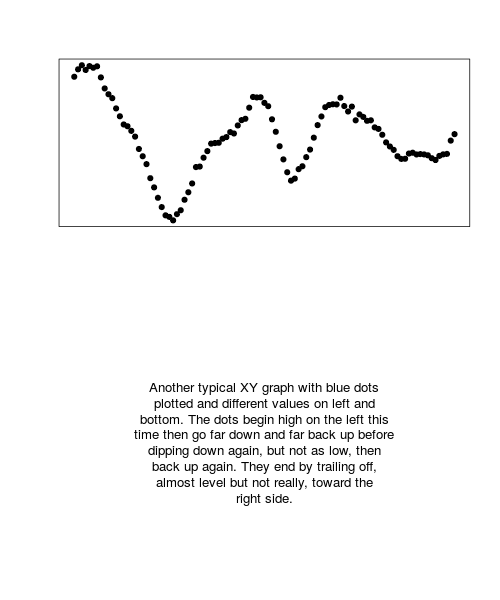 Another typical XY graph with blue dots
plotted and different values on left and
bottom. The dots begin high on the left this
time then go far down and far back up before
dipping down again, but not as low, then
back up again. They end by trailing off,
almost level but not really, toward the
right side.